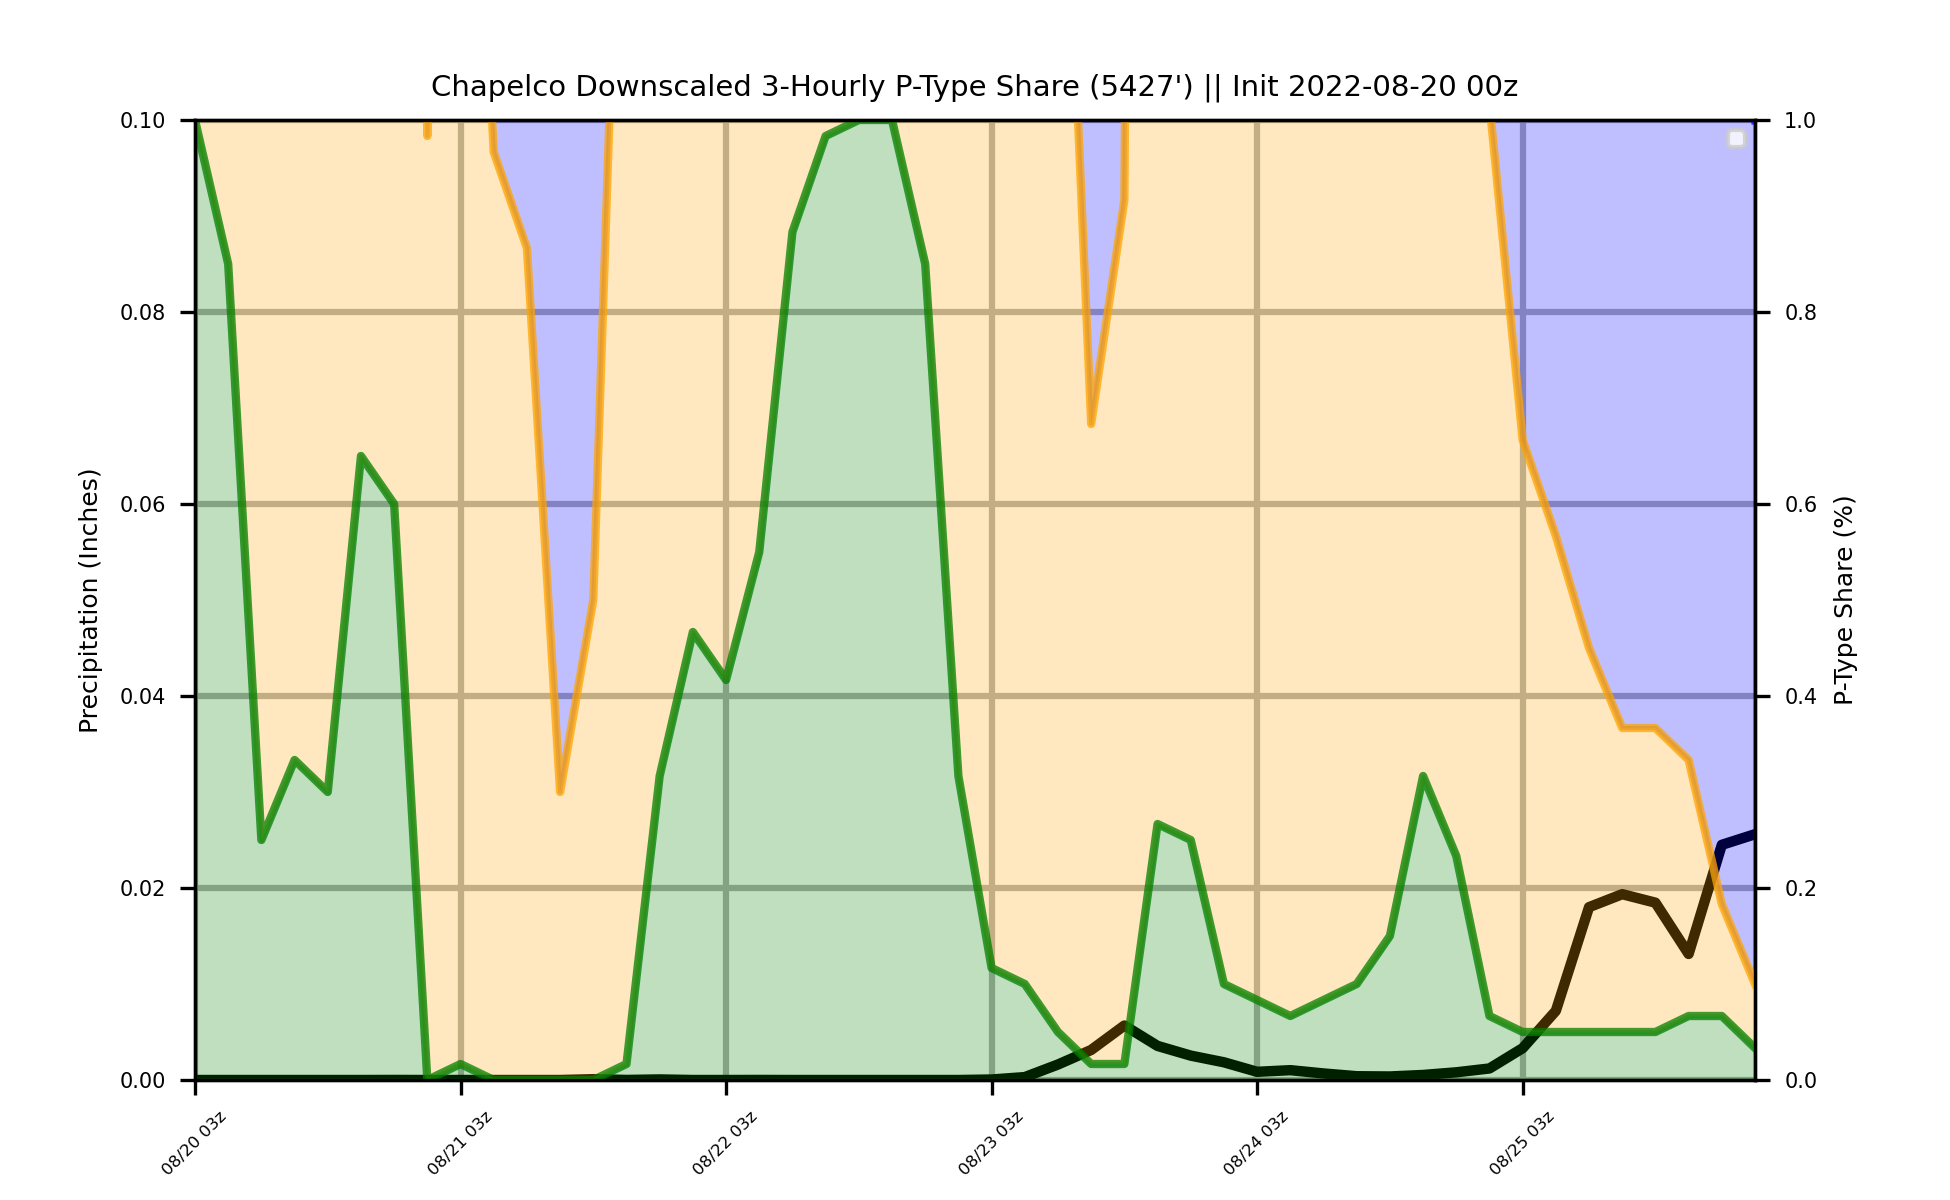 Chapelco Downscaled 3-Hourly P-Type Share (5427') || Init 2022-08-20 00z
0.10
0.08
0.06
0.04
0.02
0.00
Precipitation (Inches)
1.0
0.8
0.6
0.4
0.2
0.0
P-Type Share (%)
08/20 03z
08/21 03z
08/22 03z
08/23 03z
08/24 03z
08/25 03z